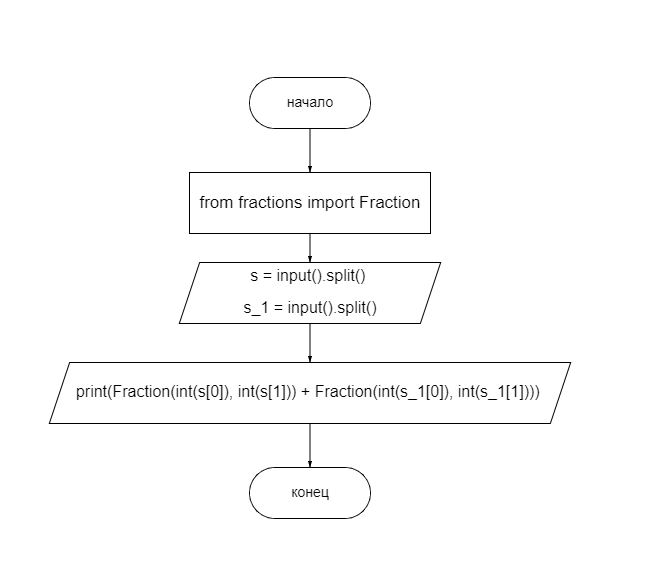 начало
from fractions import Fraction
s = input().split()
s_1 = input().split()
print(Fraction(int(s[0]), int(s[1])) + Fraction(int(s_1[0]), int(s_1[1])))
конец